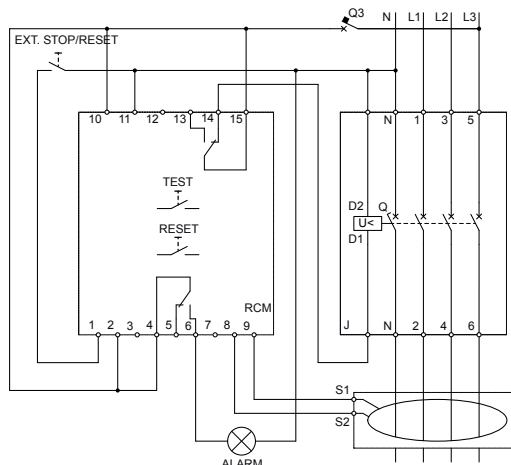 Q3 N L1 L2 L3
EXT. STOP/RESET
10 11 12 13 14 15 N 1 3 5
TEST
D2 Q
U<
RESET
D1
RCM
1 2 3 4 5 6 7 8 9 J N 2 4 6
S1
S2
ALARM